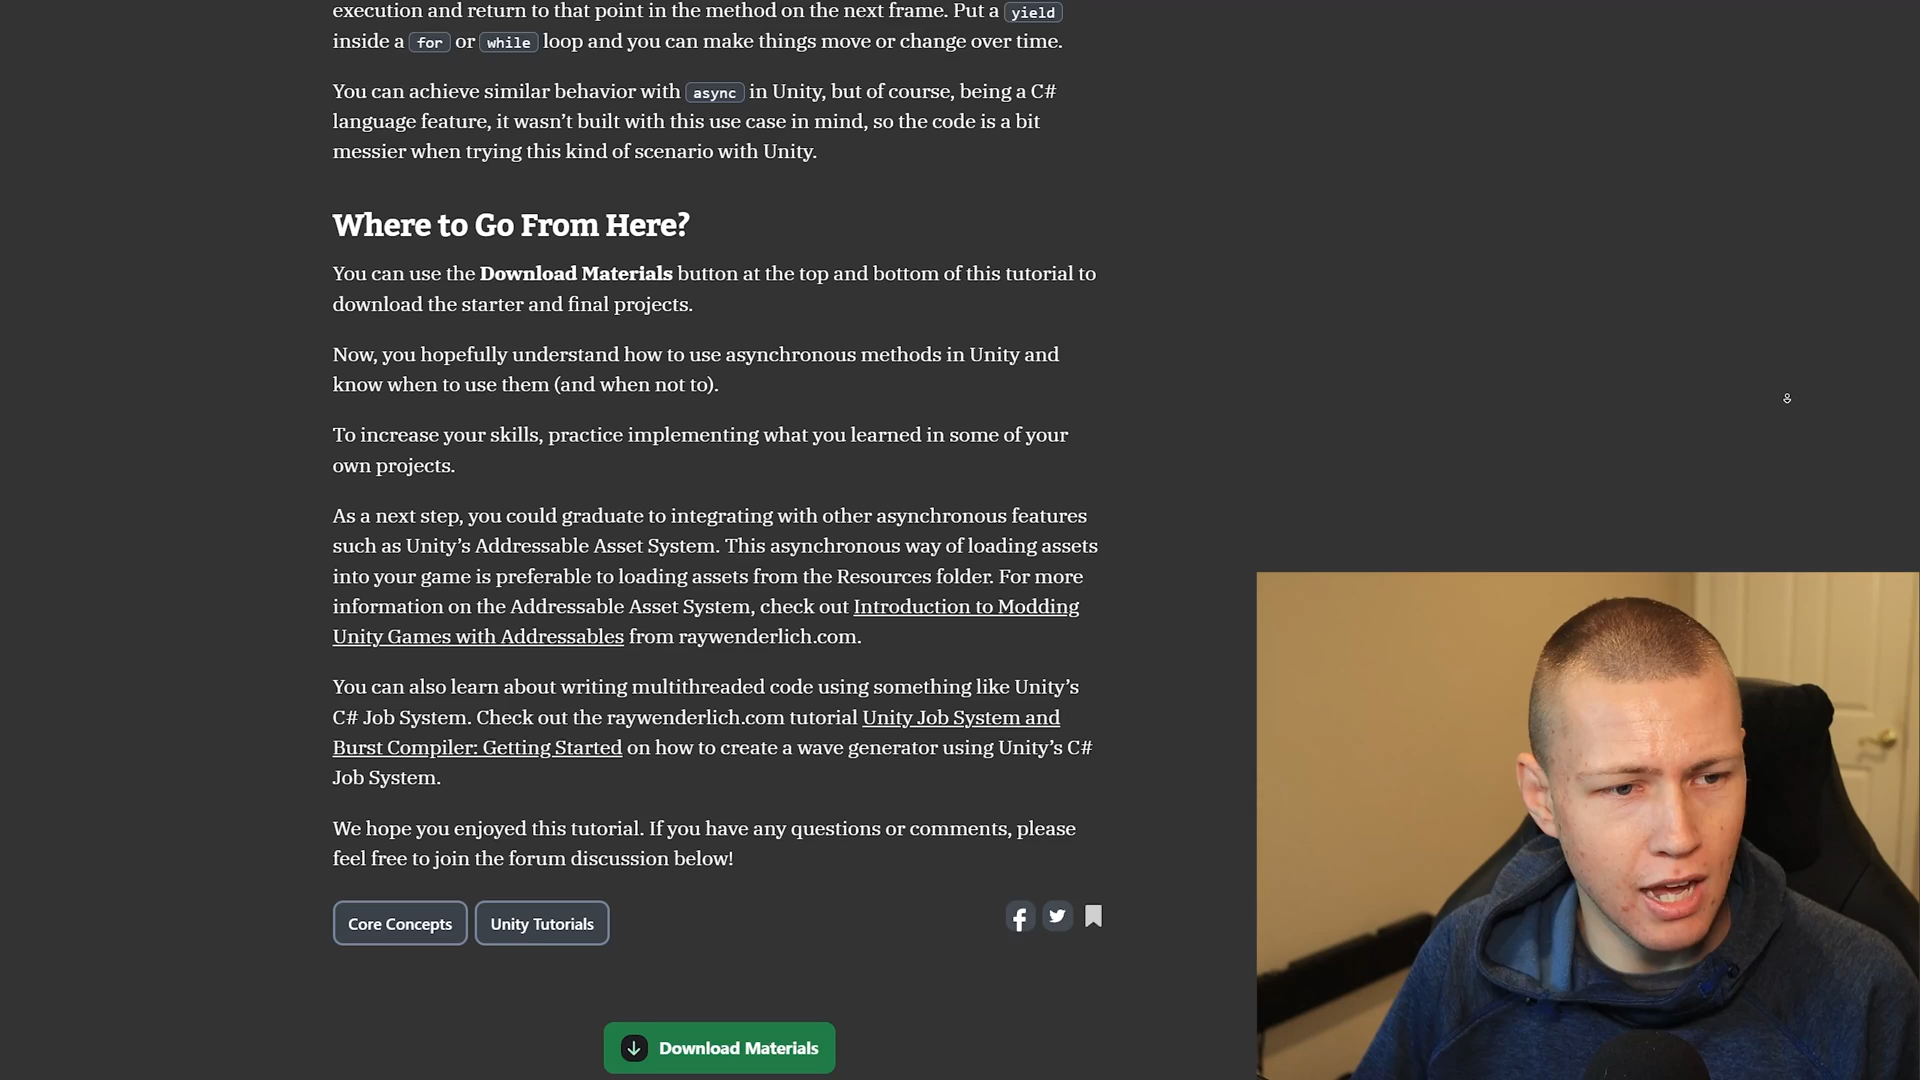 execution and return to that point in the method on the next frame. Put a yield
inside a for or while loop and you can make things move or change over time.
You can achieve similar behavior with async in Unity, but of course, being a C#
language feature, it wasn’t built with this use case in mind, so the code is a bit
messier when trying this kind of scenario with Unity.
Where to Go From Here?
You can use the Download Materials button at the top and bottom of this tutorial to
download the starter and final projects.
Now, you hopefully understand how to use asynchronous methods in Unity and
know when to use them (and when not to).
To increase your skills, practice implementing what you learned in some of your
own projects.
As a next step, you could graduate to integrating with other asynchronous features
such as Unity’s Addressable Asset System. This asynchronous way of loading assets
into your game is preferable to loading assets from the Resources folder. For more
information on the Addressable Asset System, check out Introduction to Modding
Unity Games with Addressables from raywenderlich.com.
You can also learn about writing multithreaded code using something like Unity’s
C# Job System. Check out the raywenderlich.com tutorial Unity Job System and
Burst Compiler: Getting Started on how to create a wave generator using Unity’s C#
Job System.
We hope you enjoyed this tutorial. If you have any questions or comments, please
feel free to join the forum discussion below!
Core Concepts Unity Tutorials
Download Materials